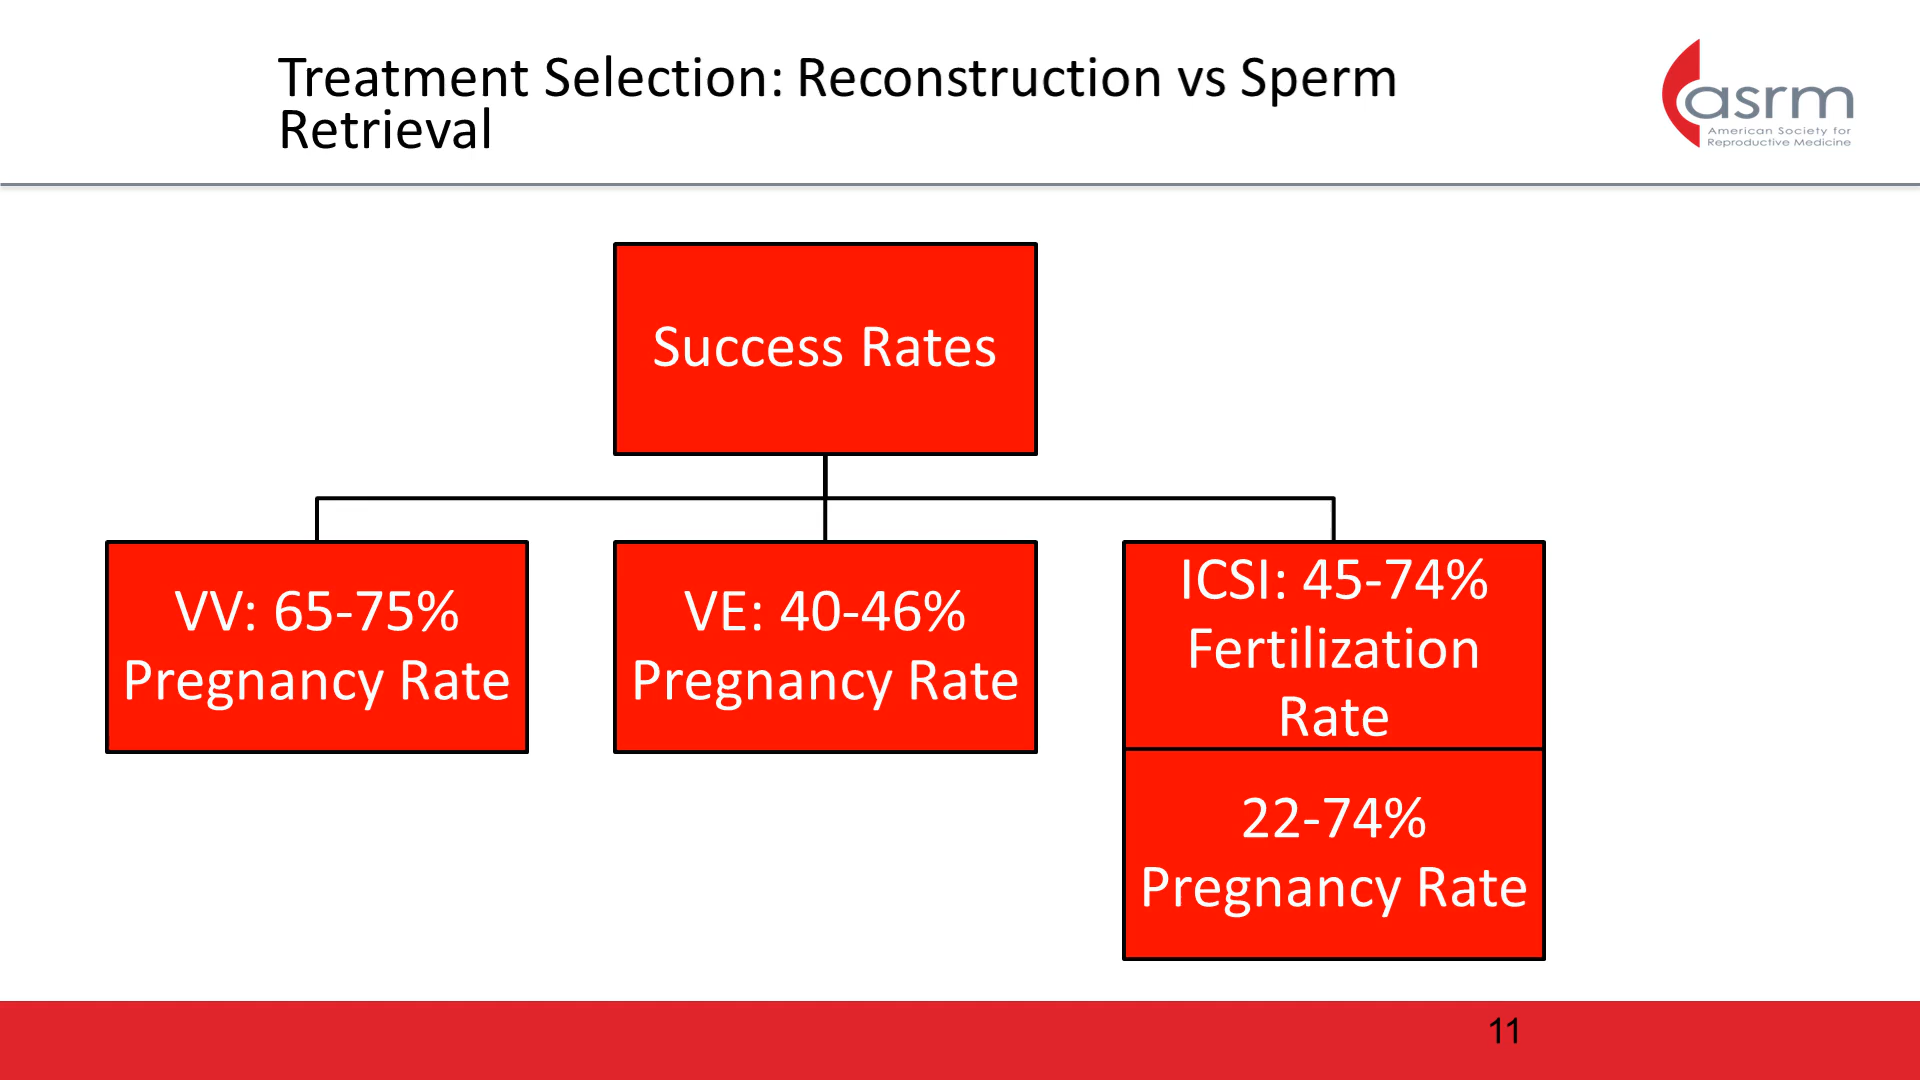 Treatment Selection: Reconstruction vs Sperm
Retrieval
asrm
American Society for
Reproductive Medicine
Success Rates
VV: 65-75%
Pregnancy Rate
VE: 40-46%
Pregnancy Rate
ICSI: 45-74%
Fertilization
Rate
22-74%
Pregnancy Rate
11